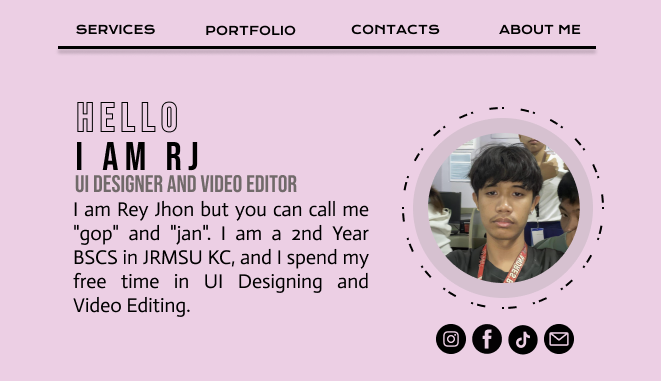 SERVICES PORTFOLIO CONTACTS ABOUT ME
HELLO
I AM RJ
UI DESIGNER AND VIDEO EDITOR
I am Rey Jhon but you can call me
"gop" and "jan". I am a 2nd Year
BSCS in JRMSU KC, and I spend my
free time in UI Designing and
Video Editing.